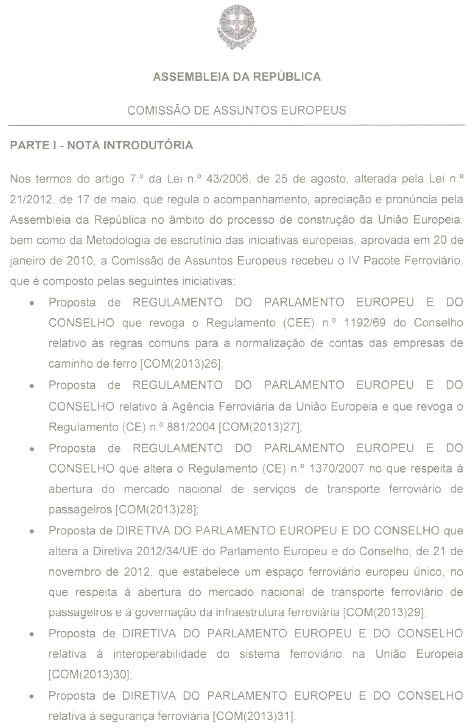 ASSEMBLEIA DA REPÚBLICA
COMISSÃO DE ASSUNTOS EUROPEUS
PARTE I - NOTA INTRODUTÓRIA
Nos termos do artigo 7.º da Lei n.º 43/2006, de 25 de agosto, alterada pela Lei n.º
21/2012, de 17 de maio, que regula o acompanhamento, apreciação e pronúncia pela
Assembleia da República no âmbito do processo de construção da União Europeia,
bem como da Metodologia de escrutínio das iniciativas europeias, aprovada em 20 de
janeiro de 2010, a Comissão de Assuntos Europeus recebeu o IV Pacote Ferroviário,
que é composto pelas seguintes iniciativas:
• Proposta de REGULAMENTO DO PARLAMENTO EUROPEU E DO
CONSELHO que revoga o Regulamento (CEE) n.º 1192/69 do Conselho
relativo às regras comuns para a normalização de contas das empresas de
caminho de ferro [COM(2013)26];
• Proposta de REGULAMENTO DO PARLAMENTO EUROPEU E DO
CONSELHO relativo à Agência Ferroviária da União Europeia e que revoga o
Regulamento (CE) n.º 881/2004 [COM(2013)27];
• Proposta de REGULAMENTO DO PARLAMENTO EUROPEU E DO
CONSELHO que altera o Regulamento (CE) n.º 1370/2007 no que respeita à
abertura do mercado nacional de serviços de transporte ferroviário de
passageiros [COM(2013)28];
• Proposta de DIRETIVA DO PARLAMENTO EUROPEU E DO CONSELHO que
altera a Diretiva 2012/34/UE do Parlamento Europeu e do Conselho, de 21 de
novembro de 2012, que estabelece um espaço ferroviário europeu único, no
que respeita à abertura do mercado nacional de transporte ferroviário de
passageiros e à governação da infraestrutura ferroviária [COM(2013)29];
• Proposta de DIRETIVA DO PARLAMENTO EUROPEU E DO CONSELHO
relativa à interoperabilidade do sistema ferroviário na União Europeia
[COM(2013)30];
• Proposta de DIRETIVA DO PARLAMENTO EUROPEU E DO CONSELHO
relativa à segurança ferroviária [COM(2013)31].